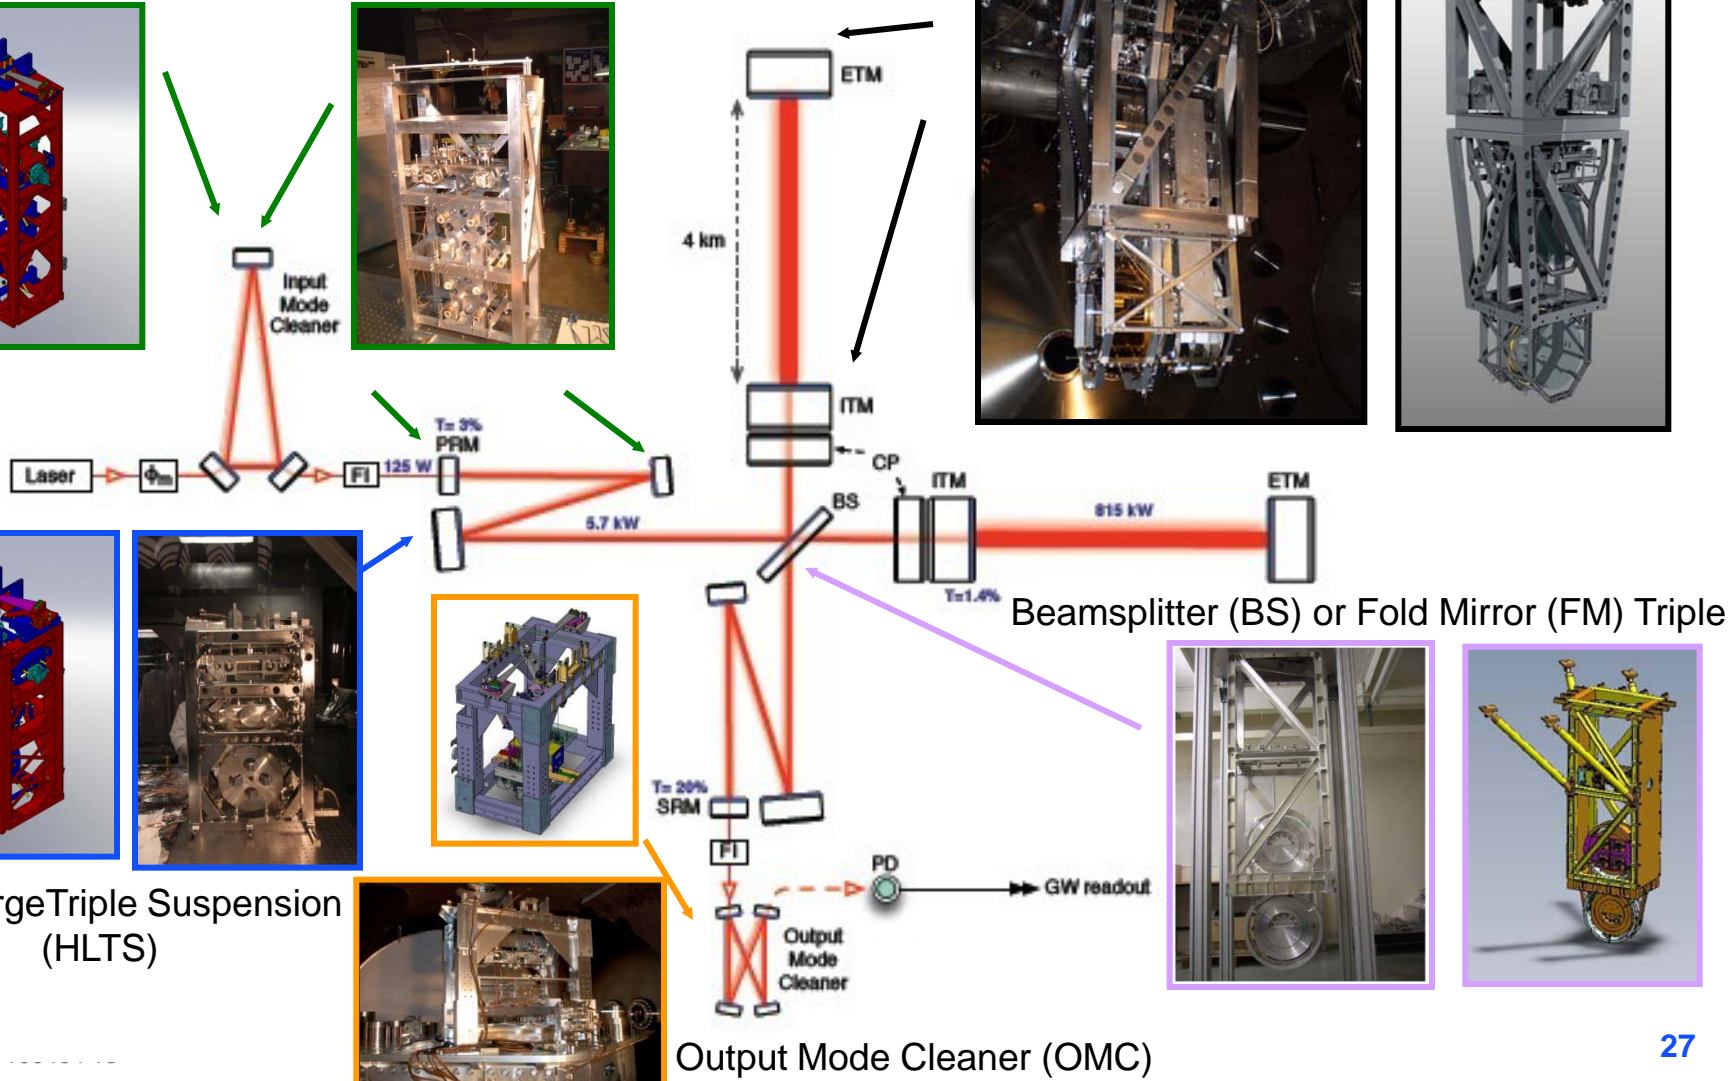 ETM
4 km
Input
Mode
Cleaner
ITM
T= 3%
PRM
CP
ITM
ETM
Laser
Φm
FI
125 W
BS
5.7 kW
815 kW
T=1.4%
Beamsplitter (BS) or Fold Mirror (FM) Triple
T= 20%
SRM
FI
PD
GW readout
rgeTriple Suspension
(HLTS)
Output
Mode
Cleaner
Output Mode Cleaner (OMC)
27